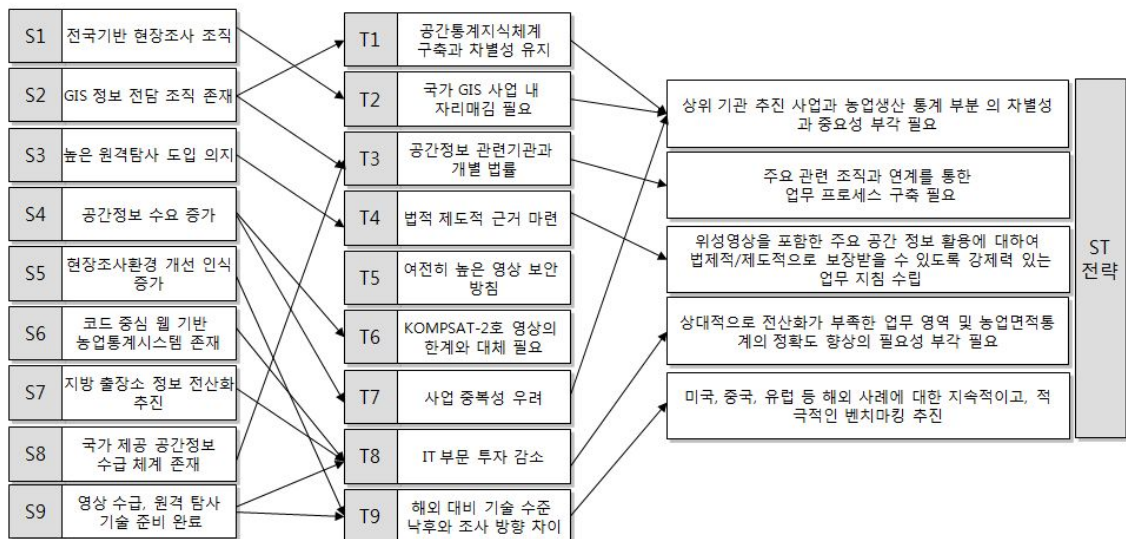 S1
전국기반 현장조사 조직
S2
GIS 정보 전담 조직 존재
S3
높은 원격탐사 도입 의지
S4
공간정보 수요 증가
S5
현장조사환경 개선 인식
증가
S6
코드 중심 웹 기반
농업통계시스템 존재
S7
지방 출장소 정보 전산화
추진
S8
국가 제공 공간정보
수급 체계 존재
S9
영상 수급, 원격 탐사
기술 준비 완료
T1
공간통계지식체계
구축과 차별성 유지
T2
국가 GIS 사업 내
자리매김 필요
T3
공간정보 관련기관과
개별 법률
T4
법적 제도적 근거 마련
T5
여전히 높은 영상 보안
방침
T6
KOMPSAT-2호 영상의
한계와 대체 필요
T7
사업 중복성 우려
T8
IT 부문 투자 감소
T9
해외 대비 기술 수준
낙후와 조사 방향 차이
상위 기관 추진 사업과 농업생산 통계 부분 의 차별성
과 중요성 부각 필요
주요 관련 조직과 연계를 통한
업무 프로세스 구축 필요
위성영상을 포함한 주요 공간 정보 활용에 대하여
법제적/제도적으로 보장받을 수 있도록 강제력 있는
업무 지침 수립
상대적으로 전산화가 부족한 업무 영역 및 농업면적통
계의 정확도 향상의 필요성 부각 필요
미국, 중국, 유럽 등 해외 사례에 대한 지속적이고, 적
극적인 벤치마킹 추진
ST
전략